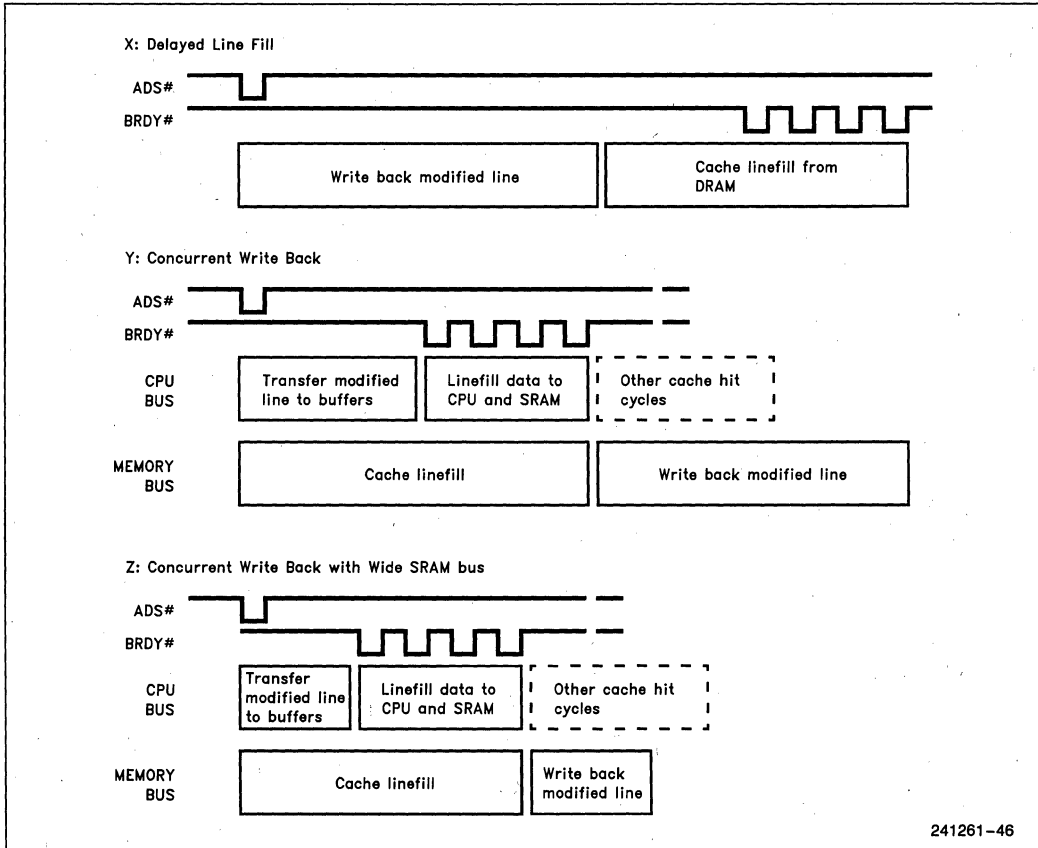 X: Delayed Line Fill
ADS#
BRDY#
Write back modified line
Cache linefill from
DRAM
Y: Concurrent Write Back
ADS#
BRDY#
CPU
BUS
Transfer modified
line to buffers
Linefill data to
CPU and SRAM
Other cache hit
cycles
MEMORY
BUS
Cache linefill
Write back modified line
Z: Concurrent Write Back with Wide SRAM bus
ADS#
BRDY#
CPU
BUS
Transfer
modified line
to buffers
Linefill data to
CPU and SRAM
Other cache hit
cycles
MEMORY
BUS
Cache linefill
Write back
modified line
241261-46